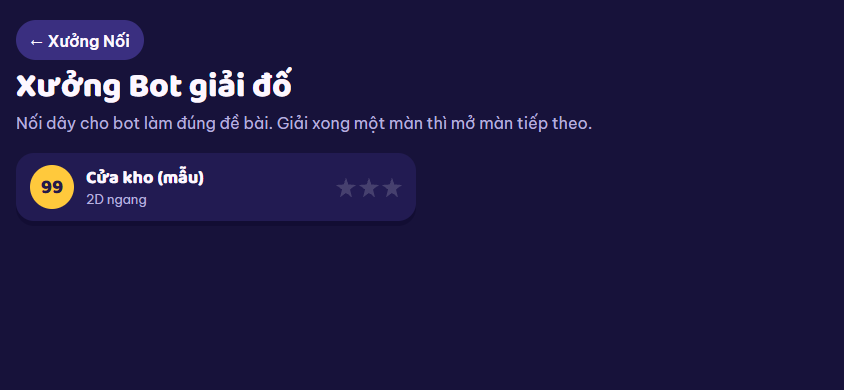 ← Xưởng Nối
Xưởng Bot giải đố
Nối dây cho bot làm đúng đề bài. Giải xong một màn thì mở màn tiếp theo.
99
Cửa kho (mẫu)
2D ngang